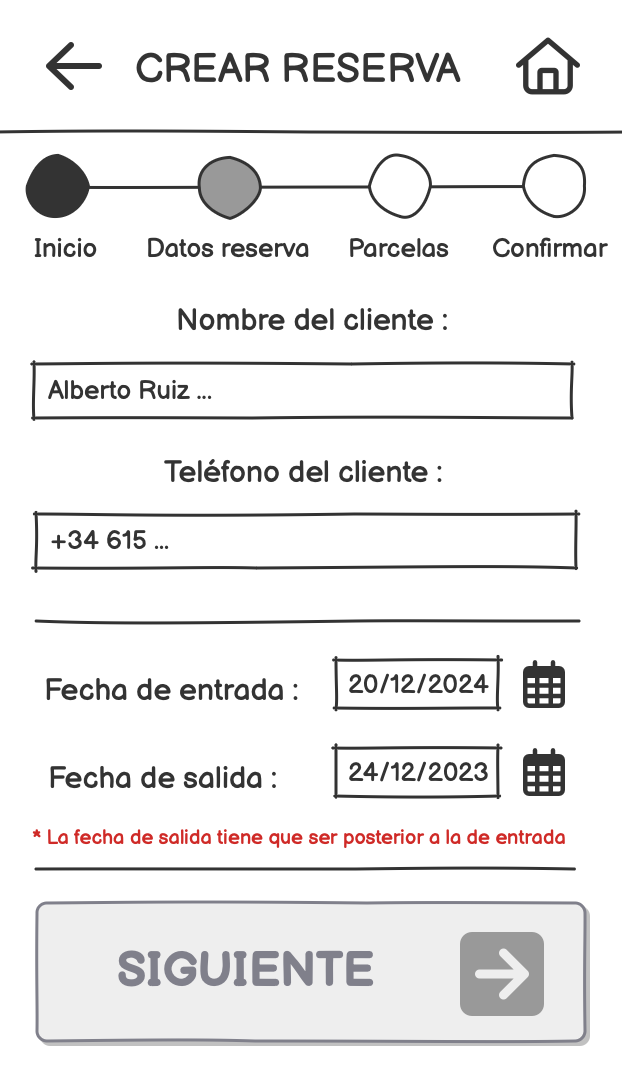 CREAR RESERVA
Inicio Datos reserva Parcelas Confirmar
Nombre del cliente :
Alberto Ruiz ...
Teléfono del cliente :
+34 615 ...
Fecha de entrada : 20/12/2024
Fecha de salida : 24/12/2023
* La fecha de salida tiene que ser posterior a la de entrada
SIGUIENTE